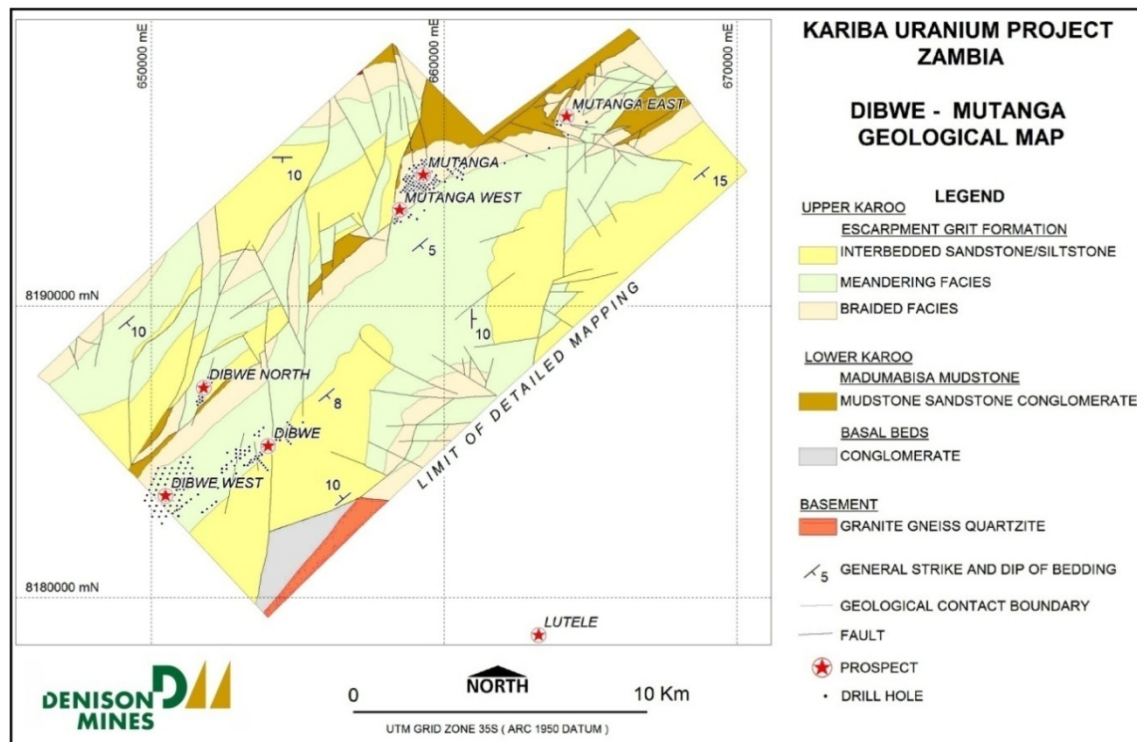 KARIBA URANIUM PROJECT
ZAMBIA
DIBWE - MUTANGA
GEOLOGICAL MAP
LEGEND
UPPER KAROO
ESCARPMENT GRIT FORMATION
INTERBEDDED SANDSTONE/SILTSTONE
MEANDERING FACIES
BRAIDED FACIES
LOWER KAROO
MADUMABISA MUDSTONE
MUDSTONE SANDSTONE CONGLOMERATE
BASAL BEDS
CONGLOMERATE
BASEMENT
GRANITE GNEISS QUARTZITE
5 GENERAL STRIKE AND DIP OF BEDDING
GEOLOGICAL CONTACT BOUNDARY
FAULT
PROSPECT
DRILL HOLE
650000 mE
660000 mE
670000 mE
MUTANGA EAST
10
MUTANGA
15
MUTANGA WEST
5
8190000 mN
10
10
DIBWE NORTH
8
DIBWE
LIMIT OF DETAILED MAPPING
DIBWE WEST
10
8180000 mN
LUTELE
DENISON
MINES
NORTH
0 10 Km
UTM GRID ZONE 35S ( ARC 1950 DATUM )